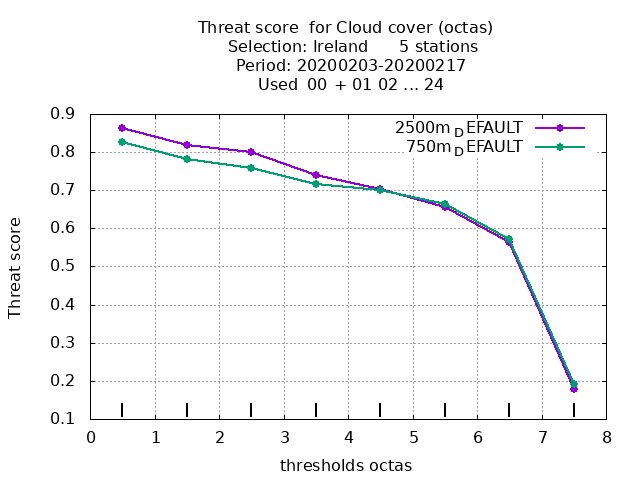 Threat score for Cloud cover (octas)
Selection: Ireland 5 stations
Period: 20200203-20200217
Used 00 + 01 02 ... 24
2500m_DEFAULT
750m_DEFAULT
0.9
0.8
0.7
0.6
0.5
0.4
0.3
0.2
0.1
Threat score
0 1 2 3 4 5 6 7 8
thresholds octas